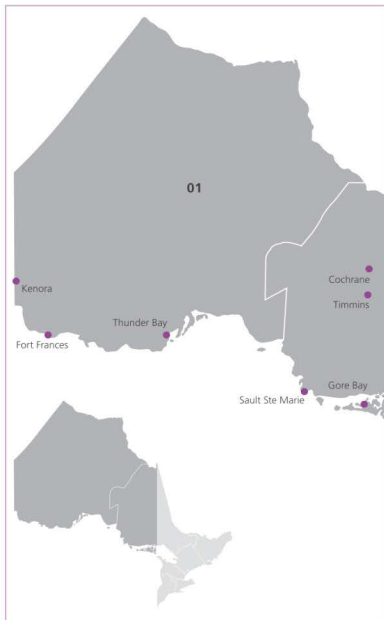 01
Cochrane
Kenora
Timmins
Thunder Bay
Fort Frances
Gore Bay
Sault Ste Marie